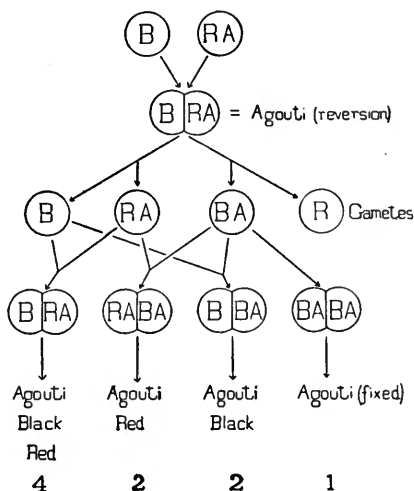 B RA
B RA = Agouti (reversion)
B RA BA R Gametes
B RA RA BA B BA BA BA
Agouti Agouti Agouti Agouti (fixed)
Black Red Black
Red
4 2 2 1